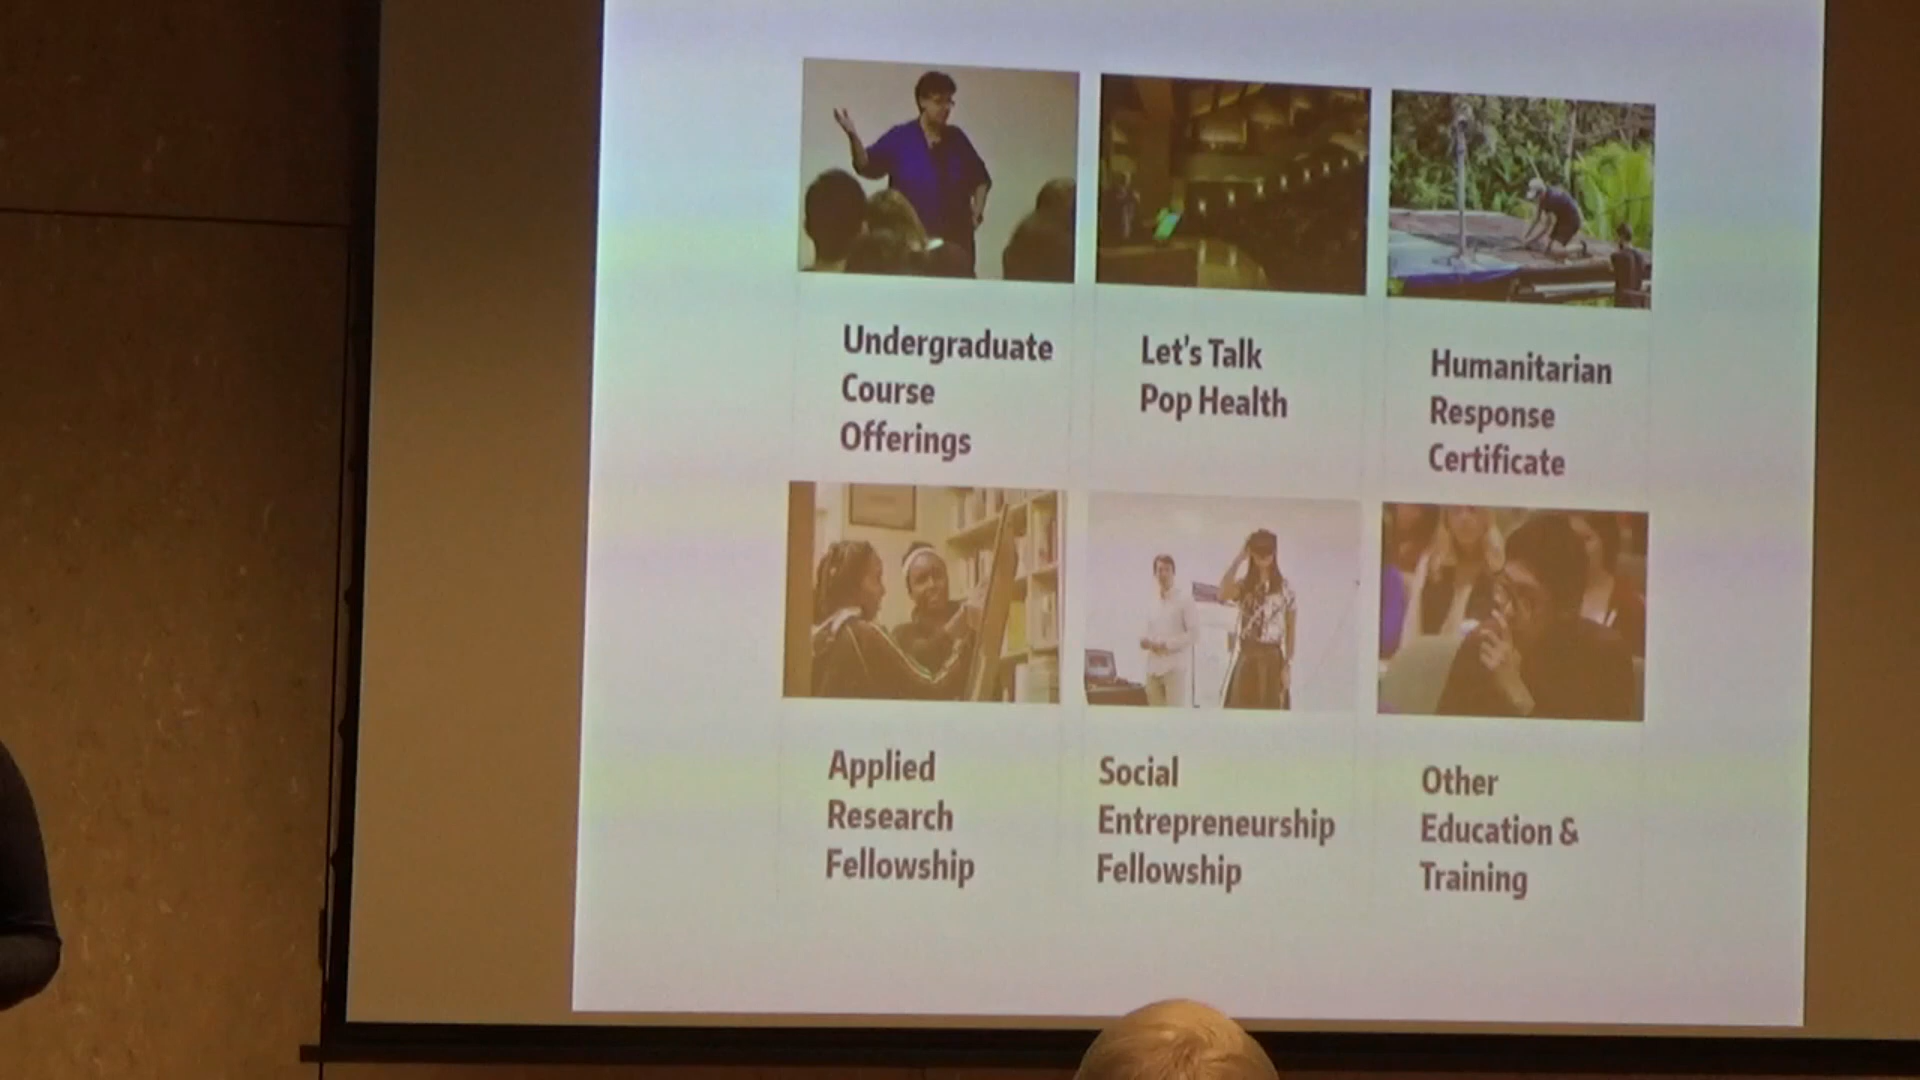 Undergraduate
Course
Offerings
Let's Talk
Pop Health
Humanitarian
Response
Certificate
Applied
Research
Fellowship
Social
Entrepreneurship
Fellowship
Other
Education &
Training